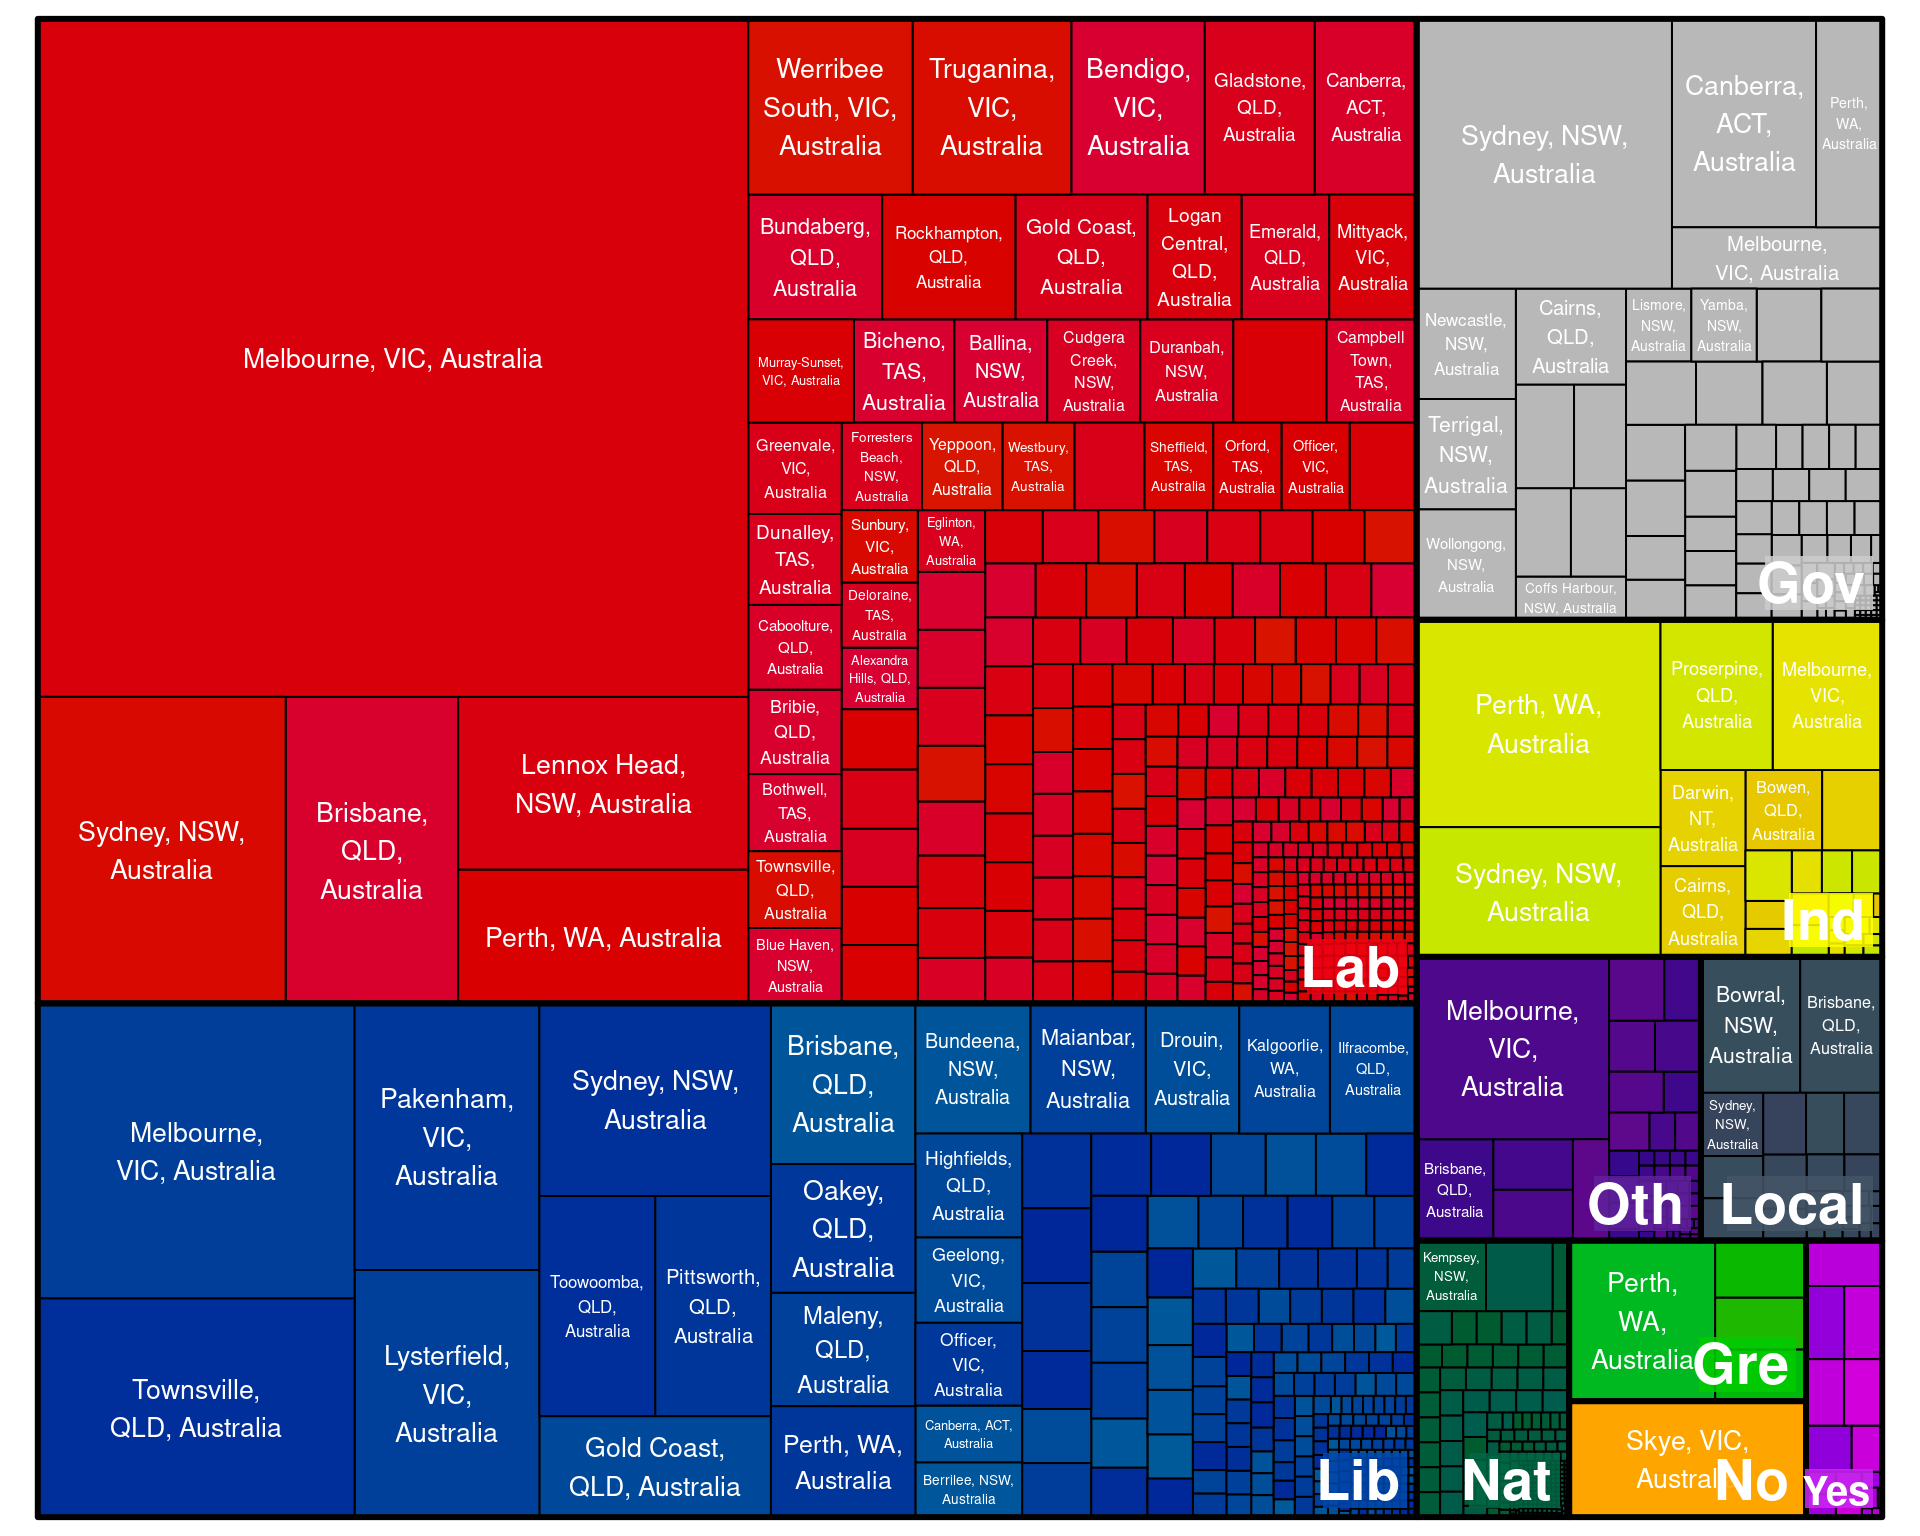 Melbourne, VIC, Australia
Sydney, NSW,
Australia
Brisbane,
QLD,
Australia
Lennox Head,
NSW, Australia
Perth, WA, Australia
Werribee
South, VIC,
Australia
Truganina,
VIC,
Australia
Bendigo,
VIC,
Australia
Gladstone,
QLD,
Australia
Canberra,
ACT,
Australia
Bundaberg,
QLD,
Australia
Rockhampton,
QLD,
Australia
Gold Coast,
QLD,
Australia
Logan
Central,
QLD,
Australia
Emerald,
QLD,
Australia
Mittyack,
VIC,
Australia
Murray-Sunset,
VIC, Australia
Bicheno,
TAS,
Australia
Ballina,
NSW,
Australia
Cudgera
Creek,
NSW,
Australia
Duranbah,
NSW,
Australia
Campbell
Town,
TAS,
Australia
Greenvale,
VIC,
Australia
Forresters
Beach,
NSW,
Australia
Yeppoon,
QLD,
Australia
Westbury,
TAS,
Australia
Sheffield,
TAS,
Australia
Orford,
TAS,
Australia
Officer,
VIC,
Australia
Dunalley,
TAS,
Australia
Sunbury,
VIC,
Australia
Eglinton,
WA,
Australia
Deloraine,
TAS,
Australia
Caboolture,
QLD,
Australia
Alexandra
Hills, QLD,
Australia
Bribie,
QLD,
Australia
Bothwell,
TAS,
Australia
Townsville,
QLD,
Australia
Blue Haven,
NSW,
Australia
Lab
Melbourne,
VIC, Australia
Townsville,
QLD, Australia
Pakenham,
VIC,
Australia
Lysterfield,
VIC,
Australia
Sydney, NSW,
Australia
Toowoomba,
QLD,
Australia
Pittsworth,
QLD,
Australia
Gold Coast,
QLD, Australia
Brisbane,
QLD,
Australia
Oakey,
QLD,
Australia
Maleny,
QLD,
Australia
Perth, WA,
Australia
Bundeena,
NSW,
Australia
Maianbar,
NSW,
Australia
Drouin,
VIC,
Australia
Kalgoorlie,
WA,
Australia
Ilfracombe,
QLD,
Australia
Highfields,
QLD,
Australia
Geelong,
VIC,
Australia
Officer,
VIC,
Australia
Canberra, ACT,
Australia
Berrilee, NSW,
Australia
Lib
Sydney, NSW,
Australia
Canberra,
ACT,
Australia
Perth,
WA,
Australia
Melbourne,
VIC, Australia
Newcastle,
NSW,
Australia
Cairns,
QLD,
Australia
Lismore,
NSW,
Australia
Yamba,
NSW,
Australia
Terrigal,
NSW,
Australia
Wollongong,
NSW,
Australia
Coffs Harbour,
NSW, Australia
Gov
Perth, WA,
Australia
Proserpine,
QLD,
Australia
Melbourne,
VIC,
Australia
Sydney, NSW,
Australia
Darwin,
NT,
Australia
Bowen,
QLD,
Australia
Cairns,
QLD,
Australia
Ind
Melbourne,
VIC,
Australia
Brisbane,
QLD,
Australia
Oth
Bowral,
NSW,
Australia
Brisbane,
QLD,
Australia
Sydney,
NSW,
Australia
Local
Kempsey,
NSW,
Australia
Nat
Perth,
WA,
Australia
Gre
Skye, VIC,
Austral
No
Yes